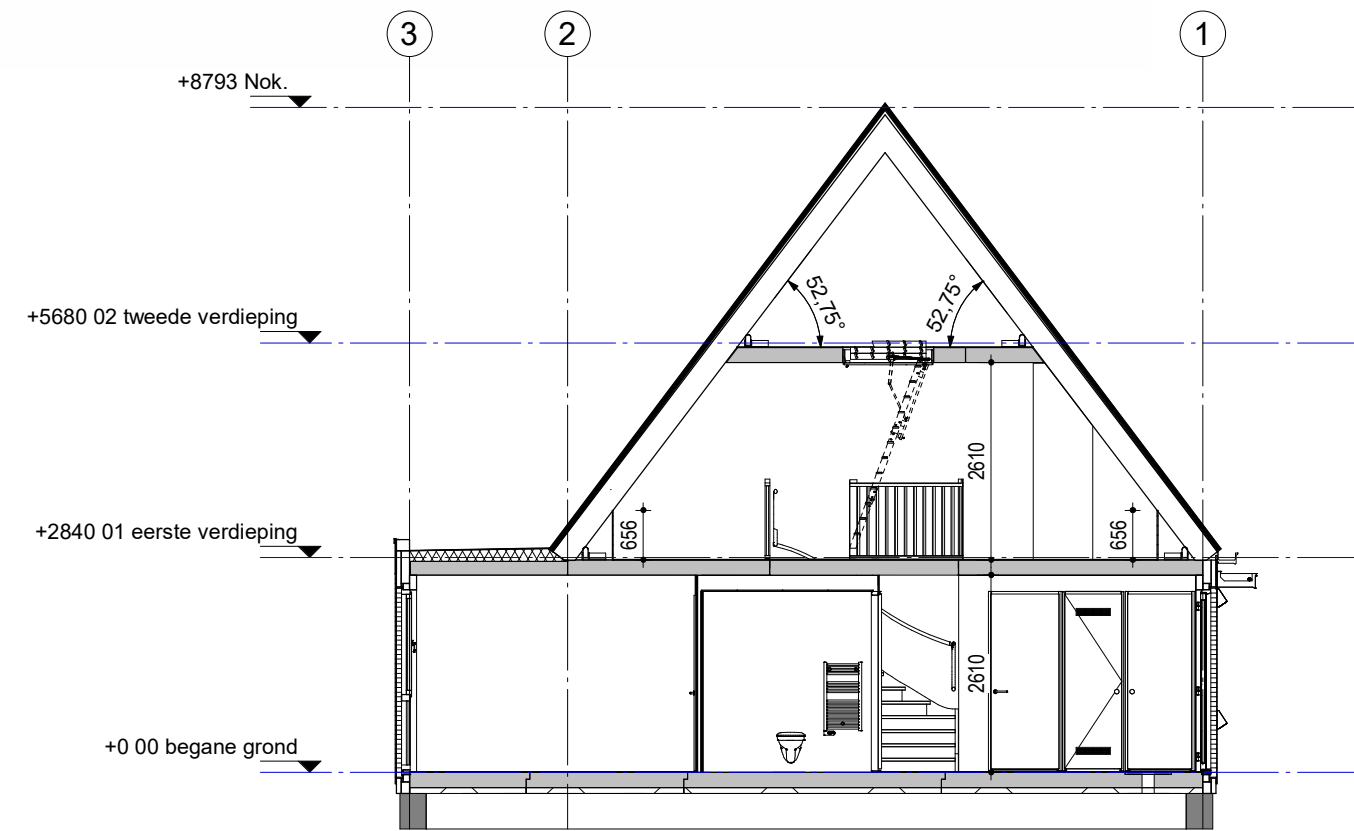 3
2
1
+8793 Nok.
52,75°
52,75°
+5680 02 tweede verdieping
2610
+2840 01 eerste verdieping
656
656
2610
+0 00 begane grond